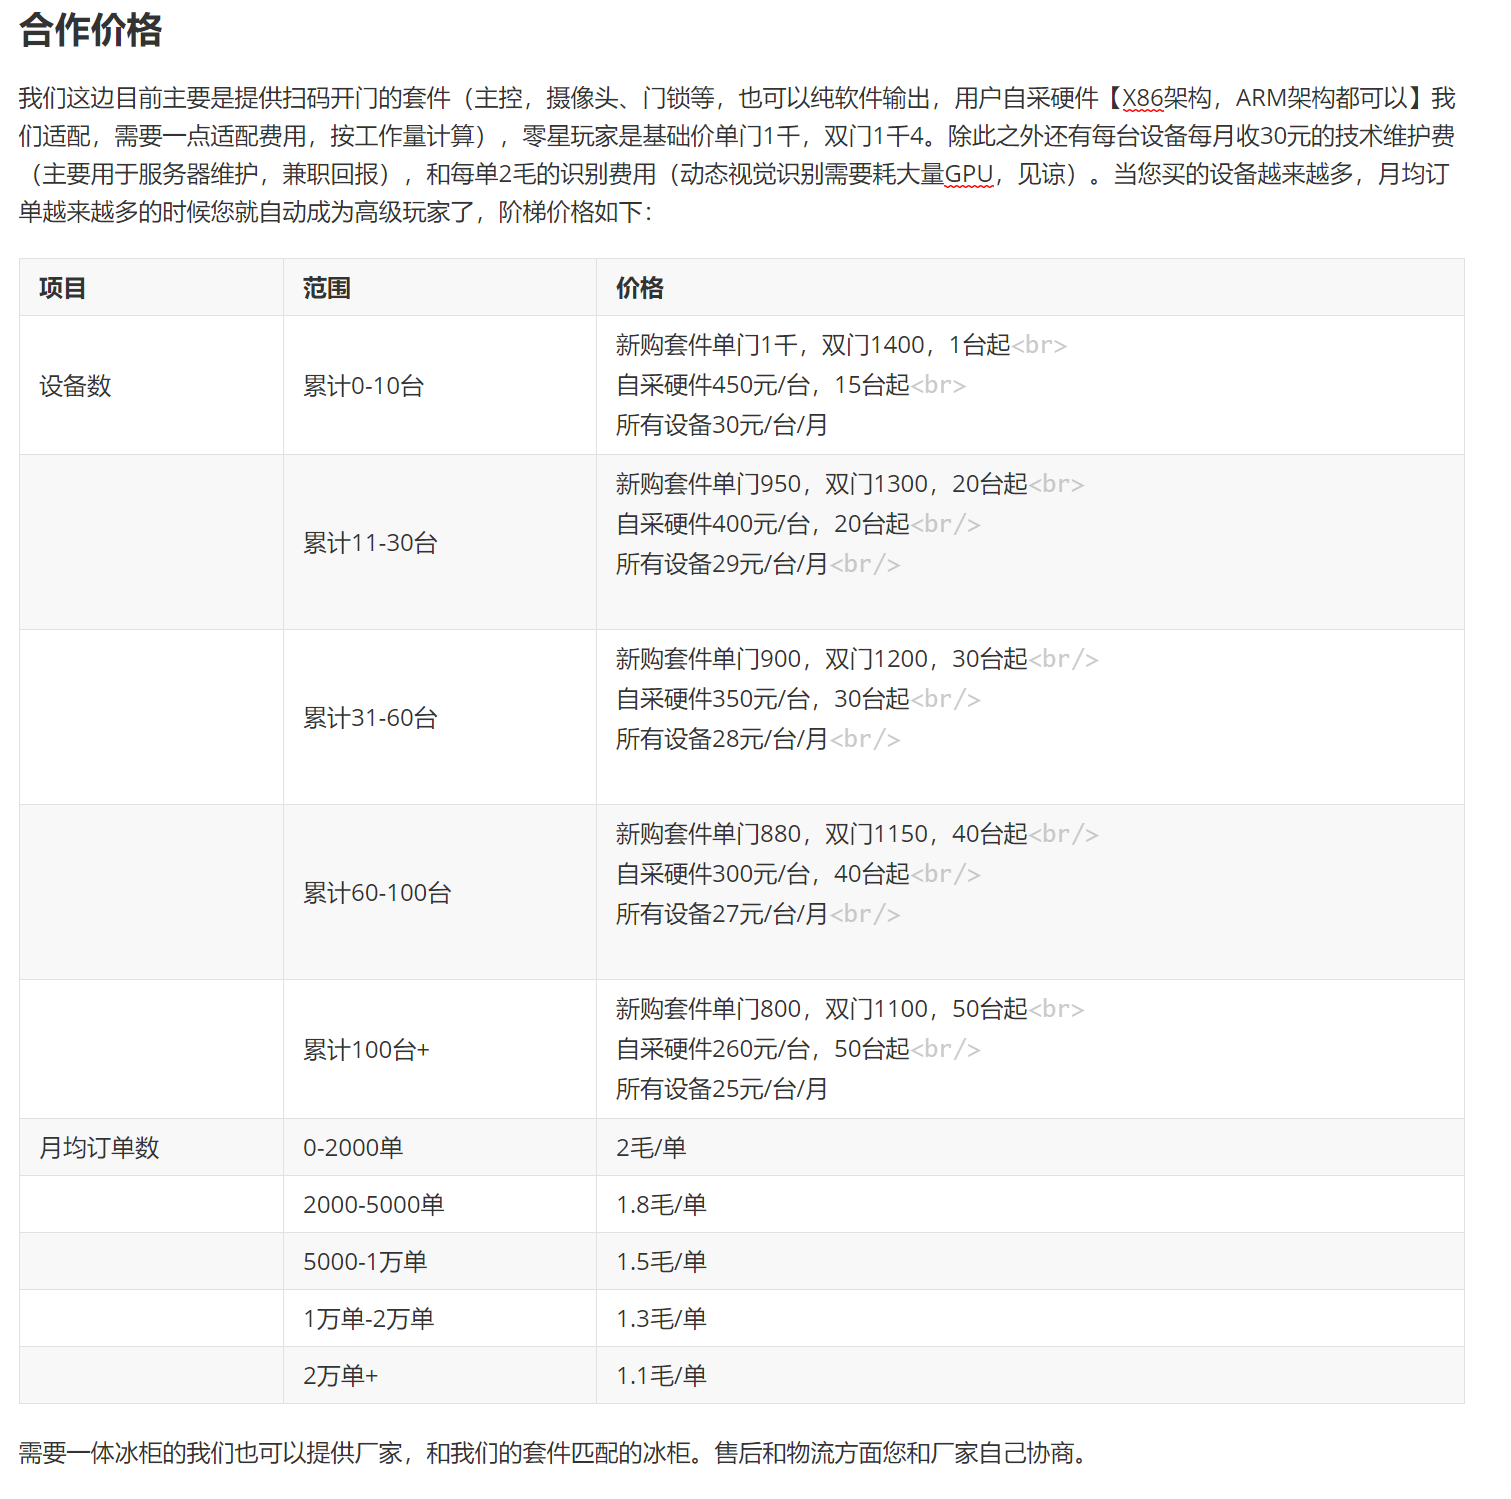 合作价格
我们这边目前主要是提供扫码开门的套件（主控，摄像头、门锁等，也可以纯软件输出，用户自采硬件【X86架构，ARM架构都可以】我
们适配，需要一点适配费用，按工作量计算），零星玩家是基础价单门1千，双门1千4。除此之外还有每台设备每月收30元的技术维护费
（主要用于服务器维护，兼职回报），和每单2毛的识别费用（动态视觉识别需要耗大量GPU，见谅）。当您买的设备越来越多，月均订
单越来越多的时候您就自动成为高级玩家了，阶梯价格如下：
项目 范围 价格
新购套件单门1千，双门1400，1台起<br>
设备数 累计0-10台 自采硬件450元/台，15台起<br>
所有设备30元/台/月
新购套件单门950，双门1300，20台起<br>
累计11-30台 自采硬件400元/台，20台起<br/>
所有设备29元/台/月<br/>
新购套件单门900，双门1200，30台起<br/>
累计31-60台 自采硬件350元/台，30台起<br/>
所有设备28元/台/月<br/>
新购套件单门880，双门1150，40台起<br/>
累计60-100台 自采硬件300元/台，40台起<br/>
所有设备27元/台/月<br/>
新购套件单门800，双门1100，50台起<br>
累计100台+ 自采硬件260元/台，50台起<br/>
所有设备25元/台/月
月均订单数 0-2000单 2毛/单
2000-5000单 1.8毛/单
5000-1万单 1.5毛/单
1万单-2万单 1.3毛/单
2万单+ 1.1毛/单
需要一体冰柜的我们也可以提供厂家，和我们的套件匹配的冰柜。售后和物流方面您和厂家自己协商。